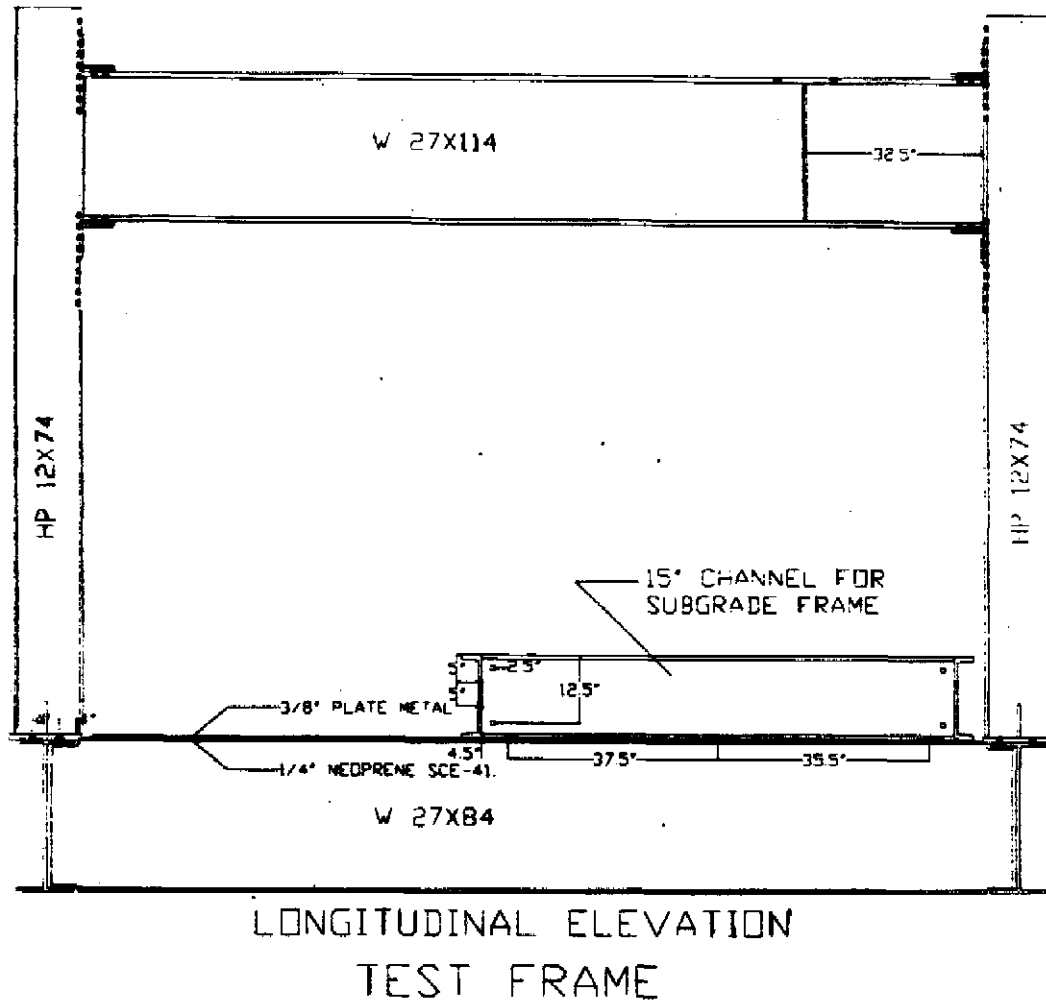 W 27X114
32.5"
HP 12X74
HP 12X74
15" CHANNEL FOR
SUBGRADE FRAME
5"
2.5"
5"
12.5"
3/8" PLATE METAL
4.5"
37.5"
35.5"
1/4" NEOPRENE SCE-41.
W 27X84
LONGITUDINAL ELEVATION
TEST FRAME